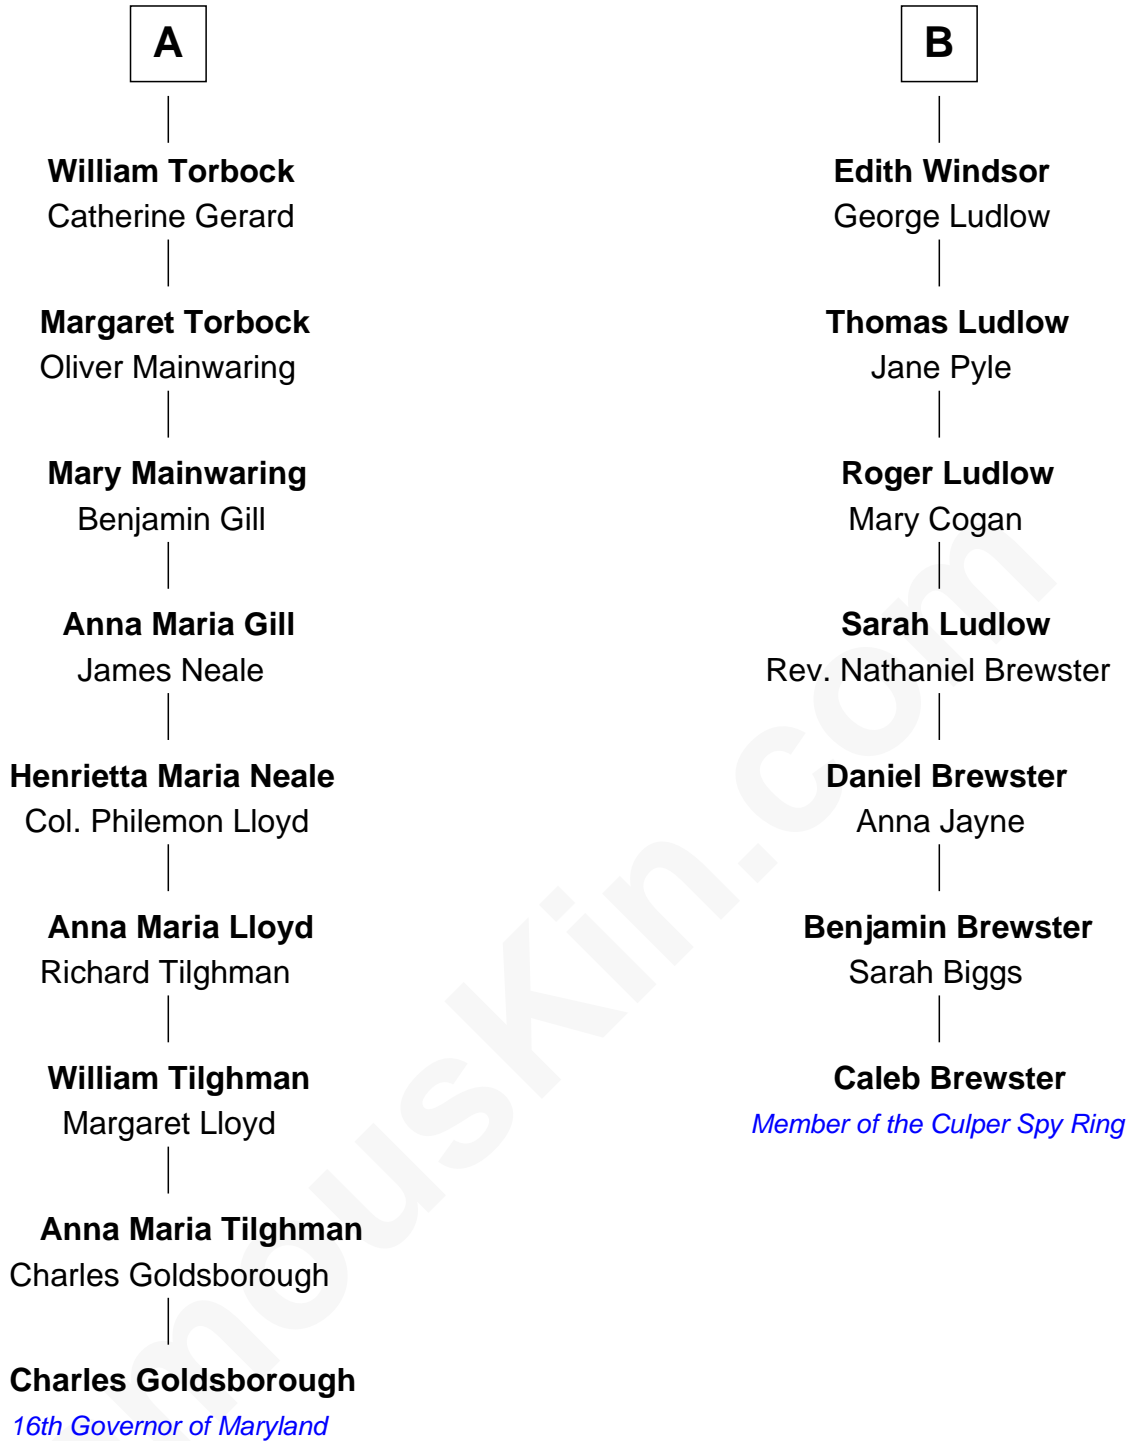 A
William Torbock
Catherine Gerard
Margaret Torbock
Oliver Mainwaring
Mary Mainwaring
Benjamin Gill
Anna Maria Gill
James Neale
Henrietta Maria Neale
Col. Philemon Lloyd
Anna Maria Lloyd
Richard Tilghman
William Tilghman
Margaret Lloyd
Anna Maria Tilghman
Charles Goldsborough
Charles Goldsborough
16th Governor of Maryland
B
Edith Windsor
George Ludlow
Thomas Ludlow
Jane Pyle
Roger Ludlow
Mary Cogan
Sarah Ludlow
Rev. Nathaniel Brewster
Daniel Brewster
Anna Jayne
Benjamin Brewster
Sarah Biggs
Caleb Brewster
Member of the Culper Spy Ring
mousKin.com